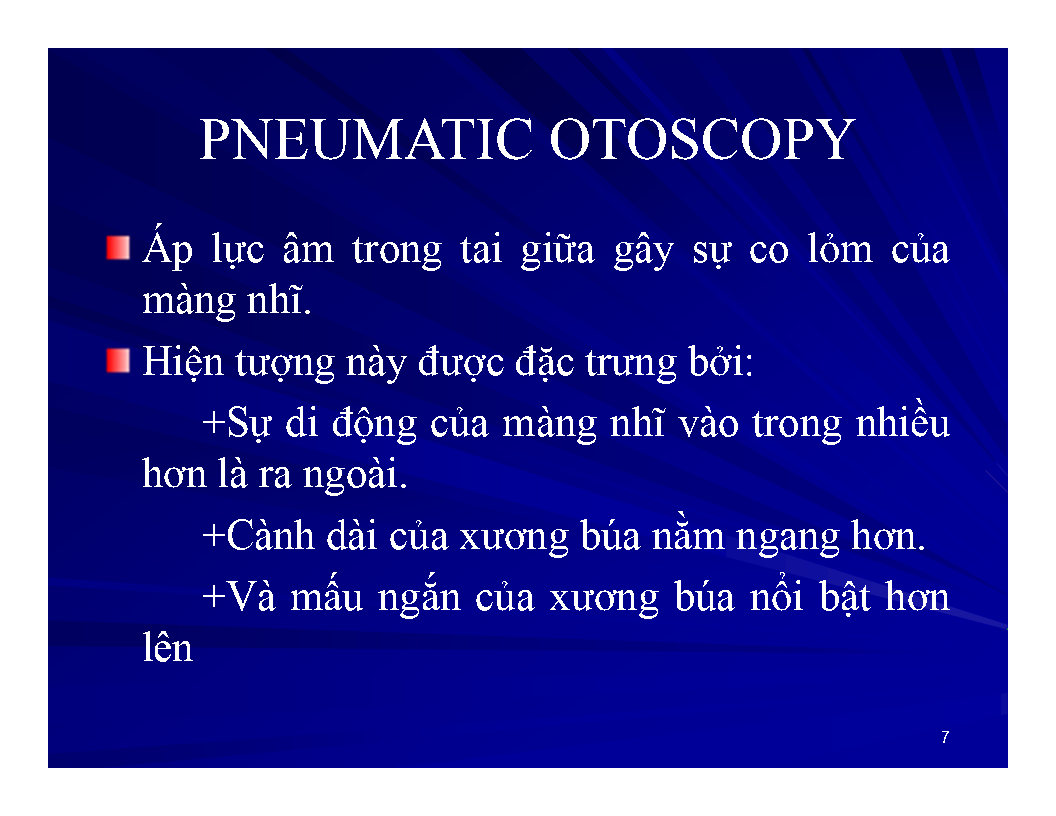 PNEUMATIC OTOSCOPY
Áp lực âm trong tai giữa gây sự co lỏm của
màng nhĩ.
Hiện tượng này được đặc trưng bởi:
+Sự di động của màng nhĩ vào trong nhiều
hơn là ra ngoài.
+Cành dài của xương búa nằm ngang hơn.
+Và mấu ngắn của xương búa nổi bật hơn
lên
7